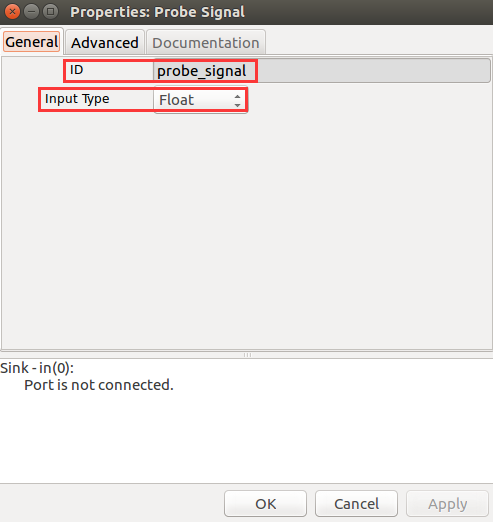 Properties: Probe Signal
General Advanced Documentation
ID probe_signal
Input Type Float
Sink - in(0):
Port is not connected.
OK Cancel Apply